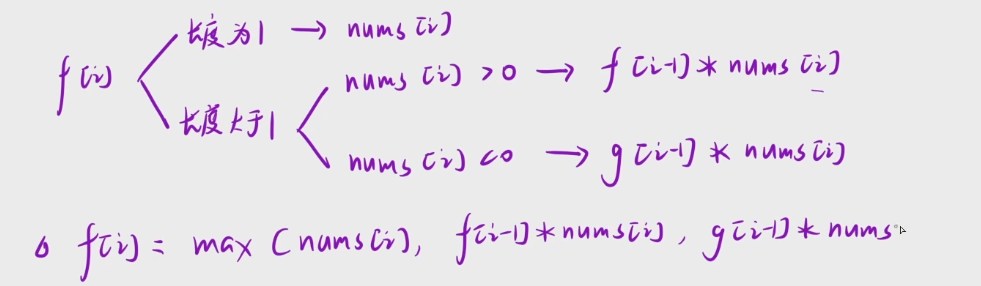 长度为1 → nums[i]
f[i]
nums[i] >0 → f[i-1] * nums[i]
长度大于1
nums[i] <0 → g[i-1] * nums[i]
f[i] = max(nums[i], f[i-1]*nums[i], g[i-1]*nums